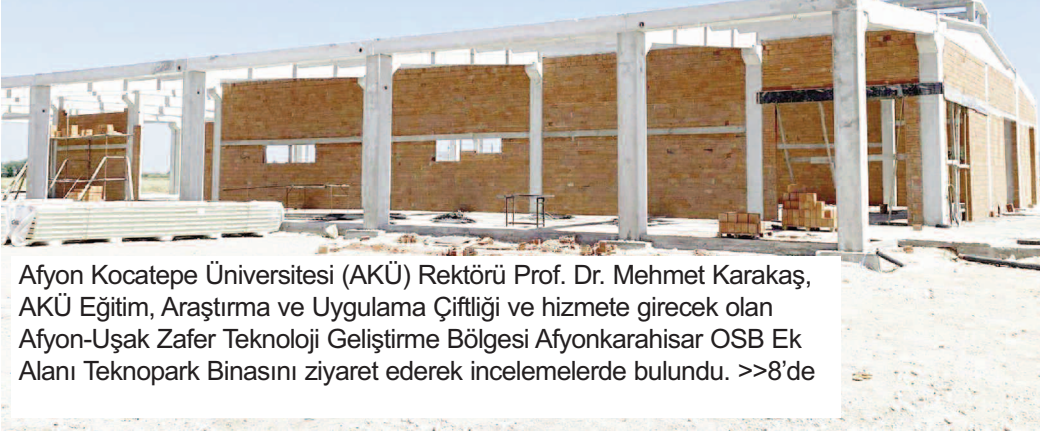 Afyon Kocatepe Üniversitesi (AKÜ) Rektörü Prof. Dr. Mehmet Karakaş,
AKÜ Eğitim, Araştırma ve Uygulama Çiftliği ve hizmete girecek olan
Afyon-Uşak Zafer Teknoloji Geliştirme Bölgesi Afyonkarahisar OSB Ek
Alanı Teknopark Binasını ziyaret ederek incelemelerde bulundu. >>8’de